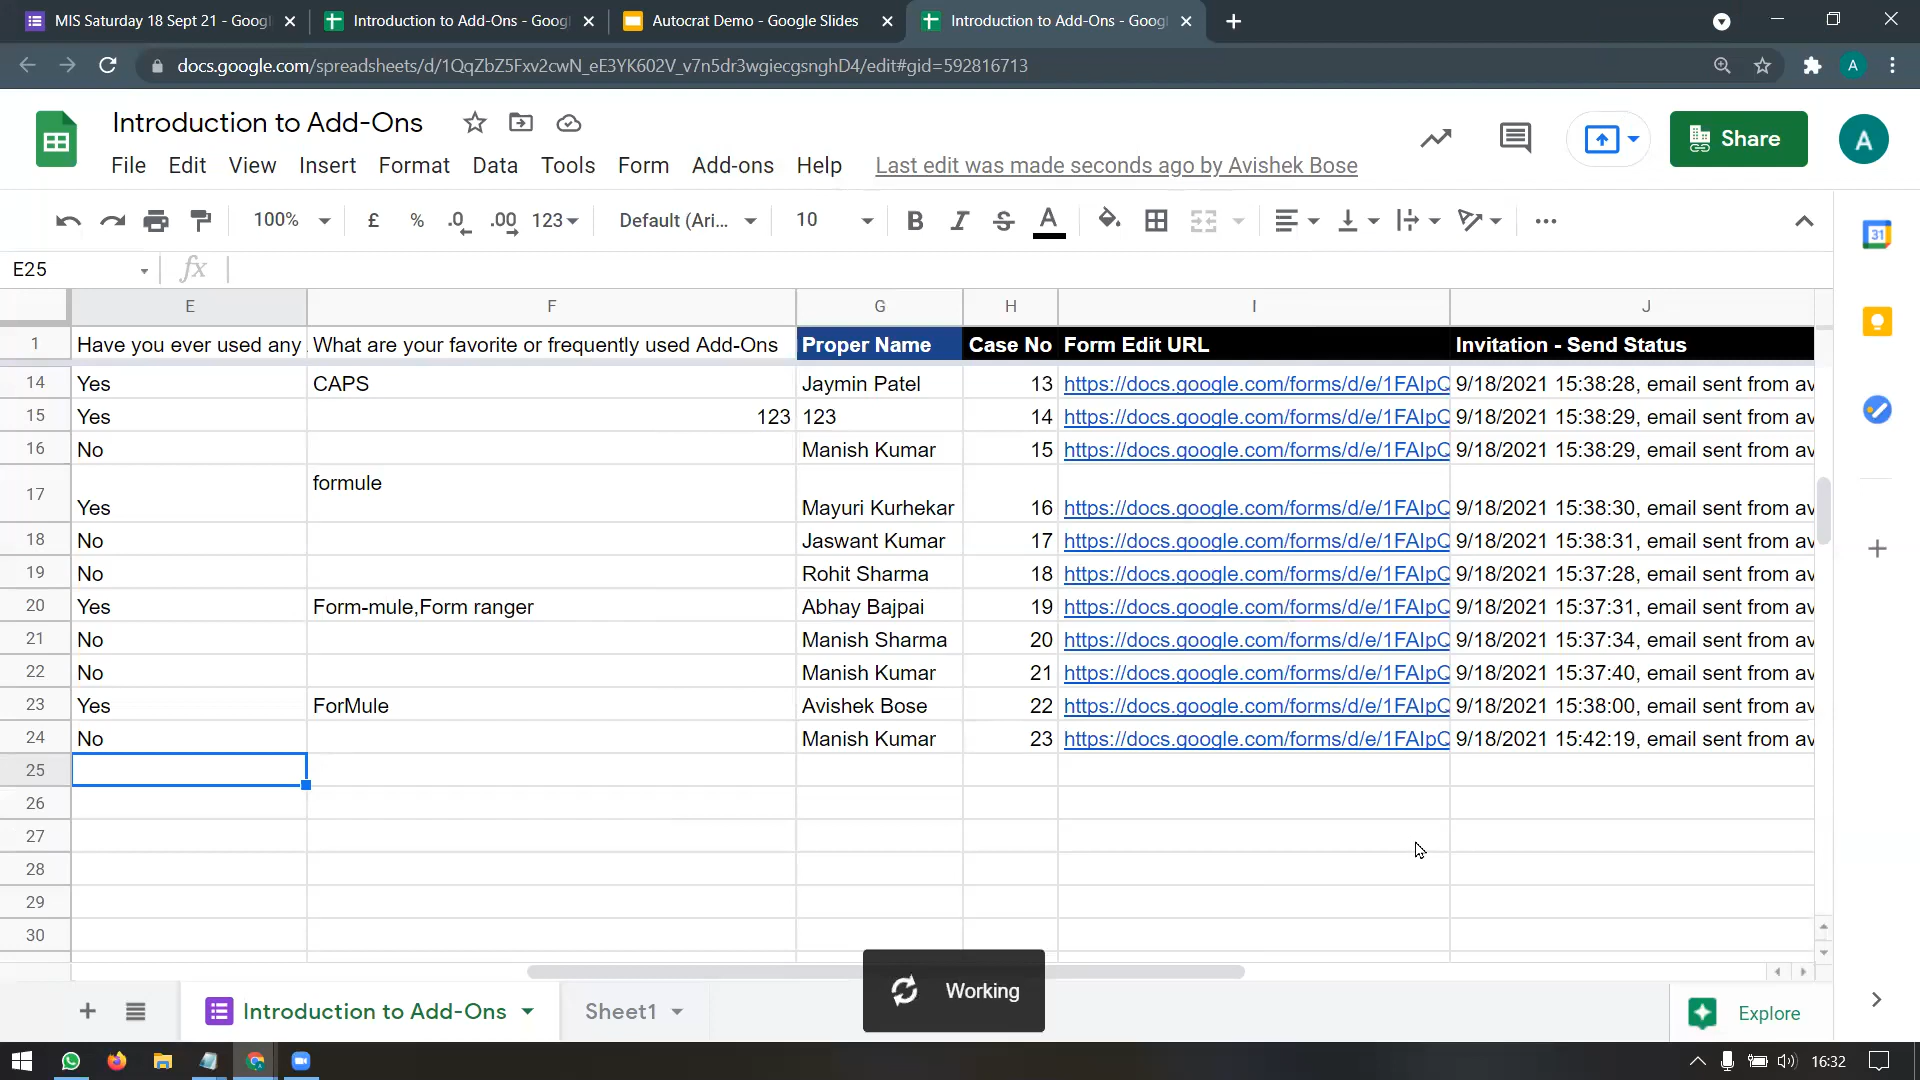 MIS Saturday 18 Sept 21 - Googl
Introduction to Add-Ons - Goog
Autocrat Demo - Google Slides
Introduction to Add-Ons - Goog
docs.google.com/spreadsheets/d/1QqZbZ5Fxv2cwN_eE3YK602V_v7n5dr3wgiecgsnghD4/edit#gid=592816713
A
Introduction to Add-Ons
Share
A
File Edit View Insert Format Data Tools Form Add-ons Help Last edit was made seconds ago by Avishek Bose
100% £ % .0 .00 123 Default (Ari... 10 B I S A
31
E25 fx
E F G H I J
1 Have you ever used any What are your favorite or frequently used Add-Ons Proper Name Case No Form Edit URL Invitation - Send Status
14 Yes CAPS Jaymin Patel 13 https://docs.google.com/forms/d/e/1FAIpQ 9/18/2021 15:38:28, email sent from av
15 Yes 123 123 14 https://docs.google.com/forms/d/e/1FAIpQ 9/18/2021 15:38:29, email sent from av
16 No Manish Kumar 15 https://docs.google.com/forms/d/e/1FAIpQ 9/18/2021 15:38:29, email sent from av
formule
17 Yes Mayuri Kurhekar 16 https://docs.google.com/forms/d/e/1FAIpQ 9/18/2021 15:38:30, email sent from av
18 No Jaswant Kumar 17 https://docs.google.com/forms/d/e/1FAIpQ 9/18/2021 15:38:31, email sent from av
19 No Rohit Sharma 18 https://docs.google.com/forms/d/e/1FAIpQ 9/18/2021 15:37:28, email sent from av
20 Yes Form-mule,Form ranger Abhay Bajpai 19 https://docs.google.com/forms/d/e/1FAIpQ 9/18/2021 15:37:31, email sent from av
21 No Manish Sharma 20 https://docs.google.com/forms/d/e/1FAIpQ 9/18/2021 15:37:34, email sent from av
22 No Manish Kumar 21 https://docs.google.com/forms/d/e/1FAIpQ 9/18/2021 15:37:40, email sent from av
23 Yes ForMule Avishek Bose 22 https://docs.google.com/forms/d/e/1FAIpQ 9/18/2021 15:38:00, email sent from av
24 No Manish Kumar 23 https://docs.google.com/forms/d/e/1FAIpQ 9/18/2021 15:42:19, email sent from av
25
26
27
28
29
30
Working
Introduction to Add-Ons Sheet1 Explore
16:32